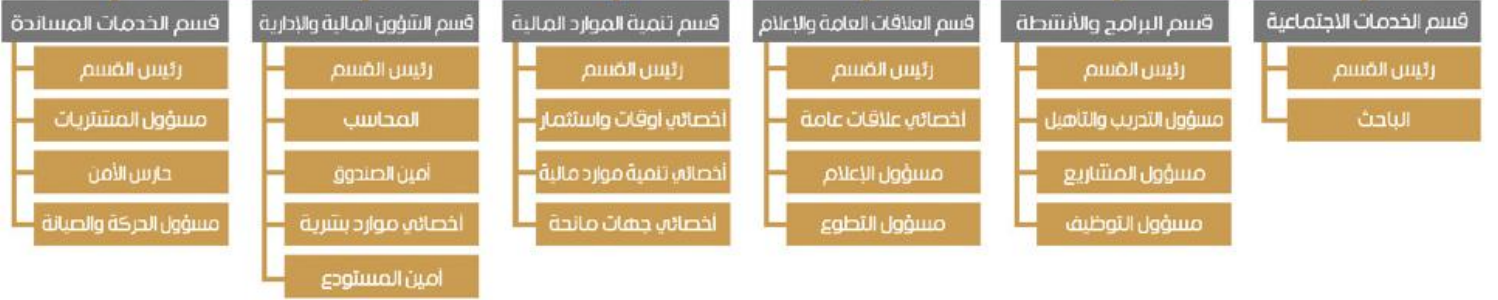 قسم الخدمات الاجتماعية
رئيس القسم
الباحث
قسم البرامج والأنشطة
رئيس القسم
مسؤول التدريب والتأهيل
مسؤول المشاريع
مسؤول التوظيف
قسم العلاقات العامة والإعلام
رئيس القسم
أخصائي علاقات عامة
مسؤول الإعلام
مسؤول التطوع
قسم تنمية الموارد المالية
رئيس القسم
أخصائي أوقات واستثمار
أخصائي تنمية موارد مالية
أخصائي جهات مانحة
قسم الشؤون المالية والإدارية
رئيس القسم
المحاسب
أمين الصندوق
أخصائي موارد بشرية
أمين المستودع
قسم الخدمات المساندة
رئيس القسم
مسؤول المشتريات
حارس الأمن
مسؤول الحركة والصيانة